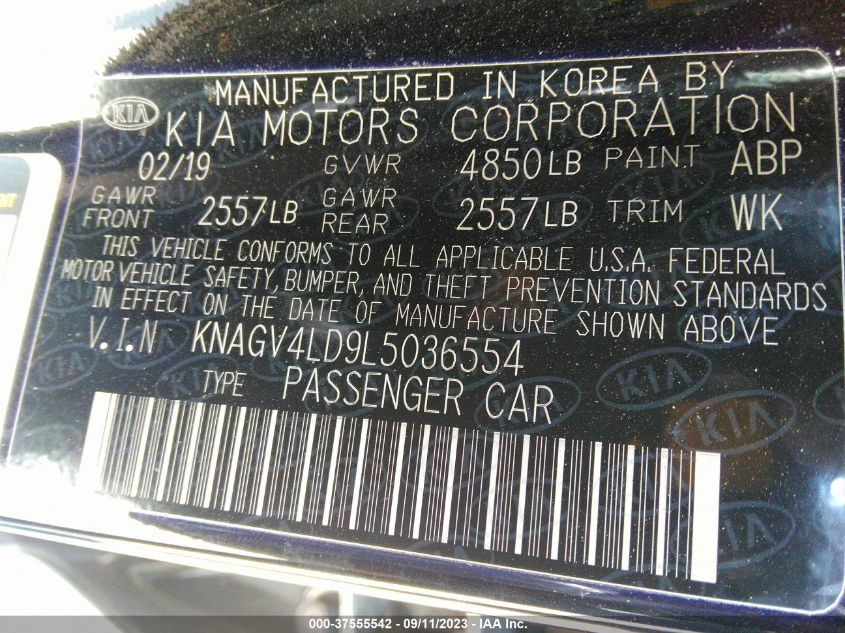 MANUFACTURED IN KOREA BY
KIA KIA MOTORS CORPORATION
02/19 GVWR 4850LB PAINT ABP
GAWR FRONT 2557LB GAWR REAR 2557LB TRIM WK
THIS VEHICLE CONFORMS TO ALL APPLICABLE U.S.A. FEDERAL
MOTOR VEHICLE SAFETY, BUMPER, AND THEFT PREVENTION STANDARDS
IN EFFECT ON THE DATE OF MANUFACTURE SHOWN ABOVE
V.I.N KNAGV4LD9L5036554
TYPE PASSENGER CAR
KIA
KIA
KIA
000-37555542 - 09/11/2023 - IAA Inc.